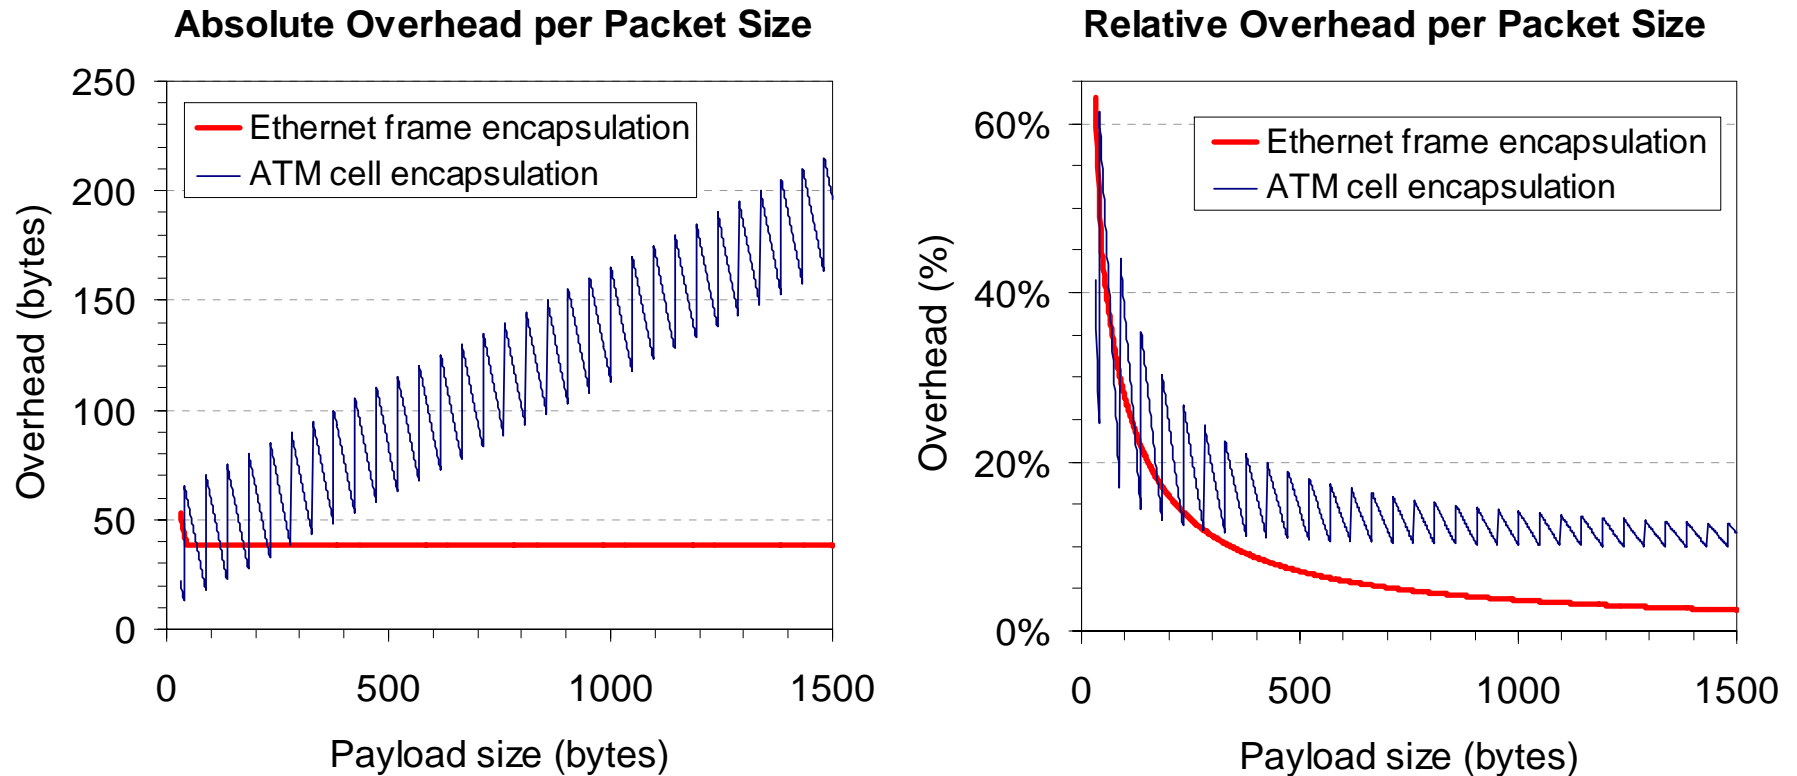 Absolute Overhead per Packet Size
250
200
150
100
50
0
Overhead (bytes)
Ethernet frame encapsulation
ATM cell encapsulation
0 500 1000 1500
Payload size (bytes)
Relative Overhead per Packet Size
60%
40%
20%
0%
Overhead (%)
Ethernet frame encapsulation
ATM cell encapsulation
0 500 1000 1500
Payload size (bytes)